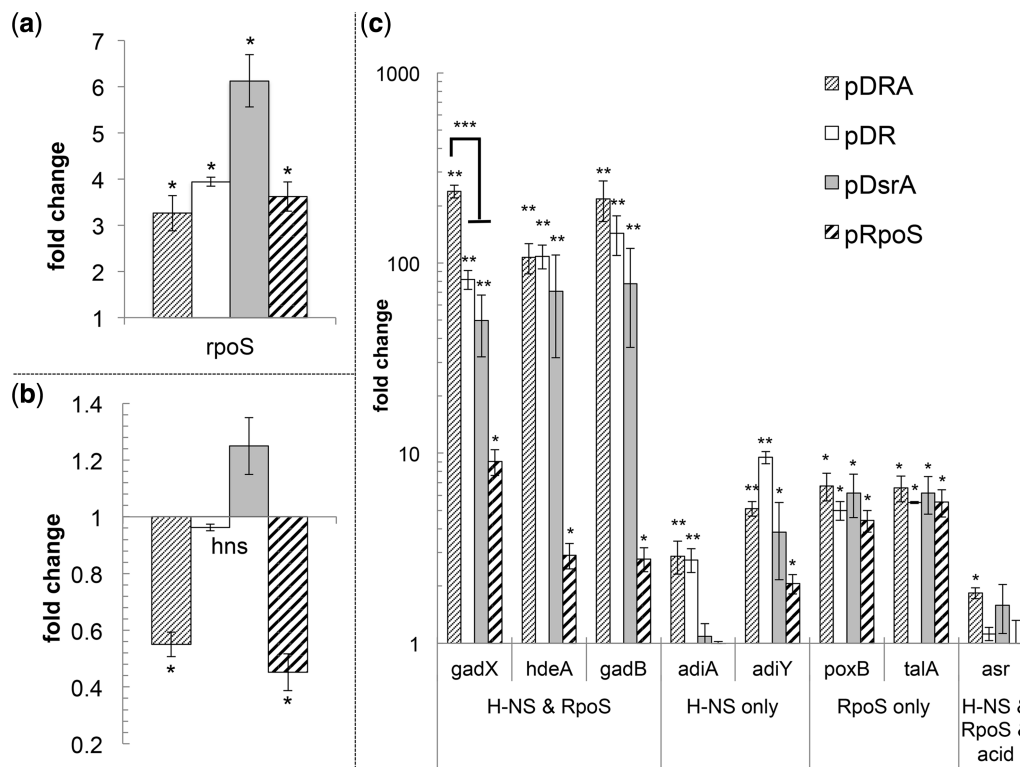 (a)
7
6
5
4
3
2
1
fold change
*
*
*
*
rpoS
(b)
1.4
1.2
1
0.8
0.6
0.4
0.2
fold change
hns
*
*
(c)
1000
100
10
1
fold change
pDRA
pDR
pDsrA
pRpoS
***
** ** ** *
** ** ** *
** ** ** *
** **
** ** * *
* * * *
* * * *
*
gadX hdeA gadB adiA adiY poxB talA asr
H-NS & RpoS H-NS only RpoS only H-NS &
RpoS &
acid